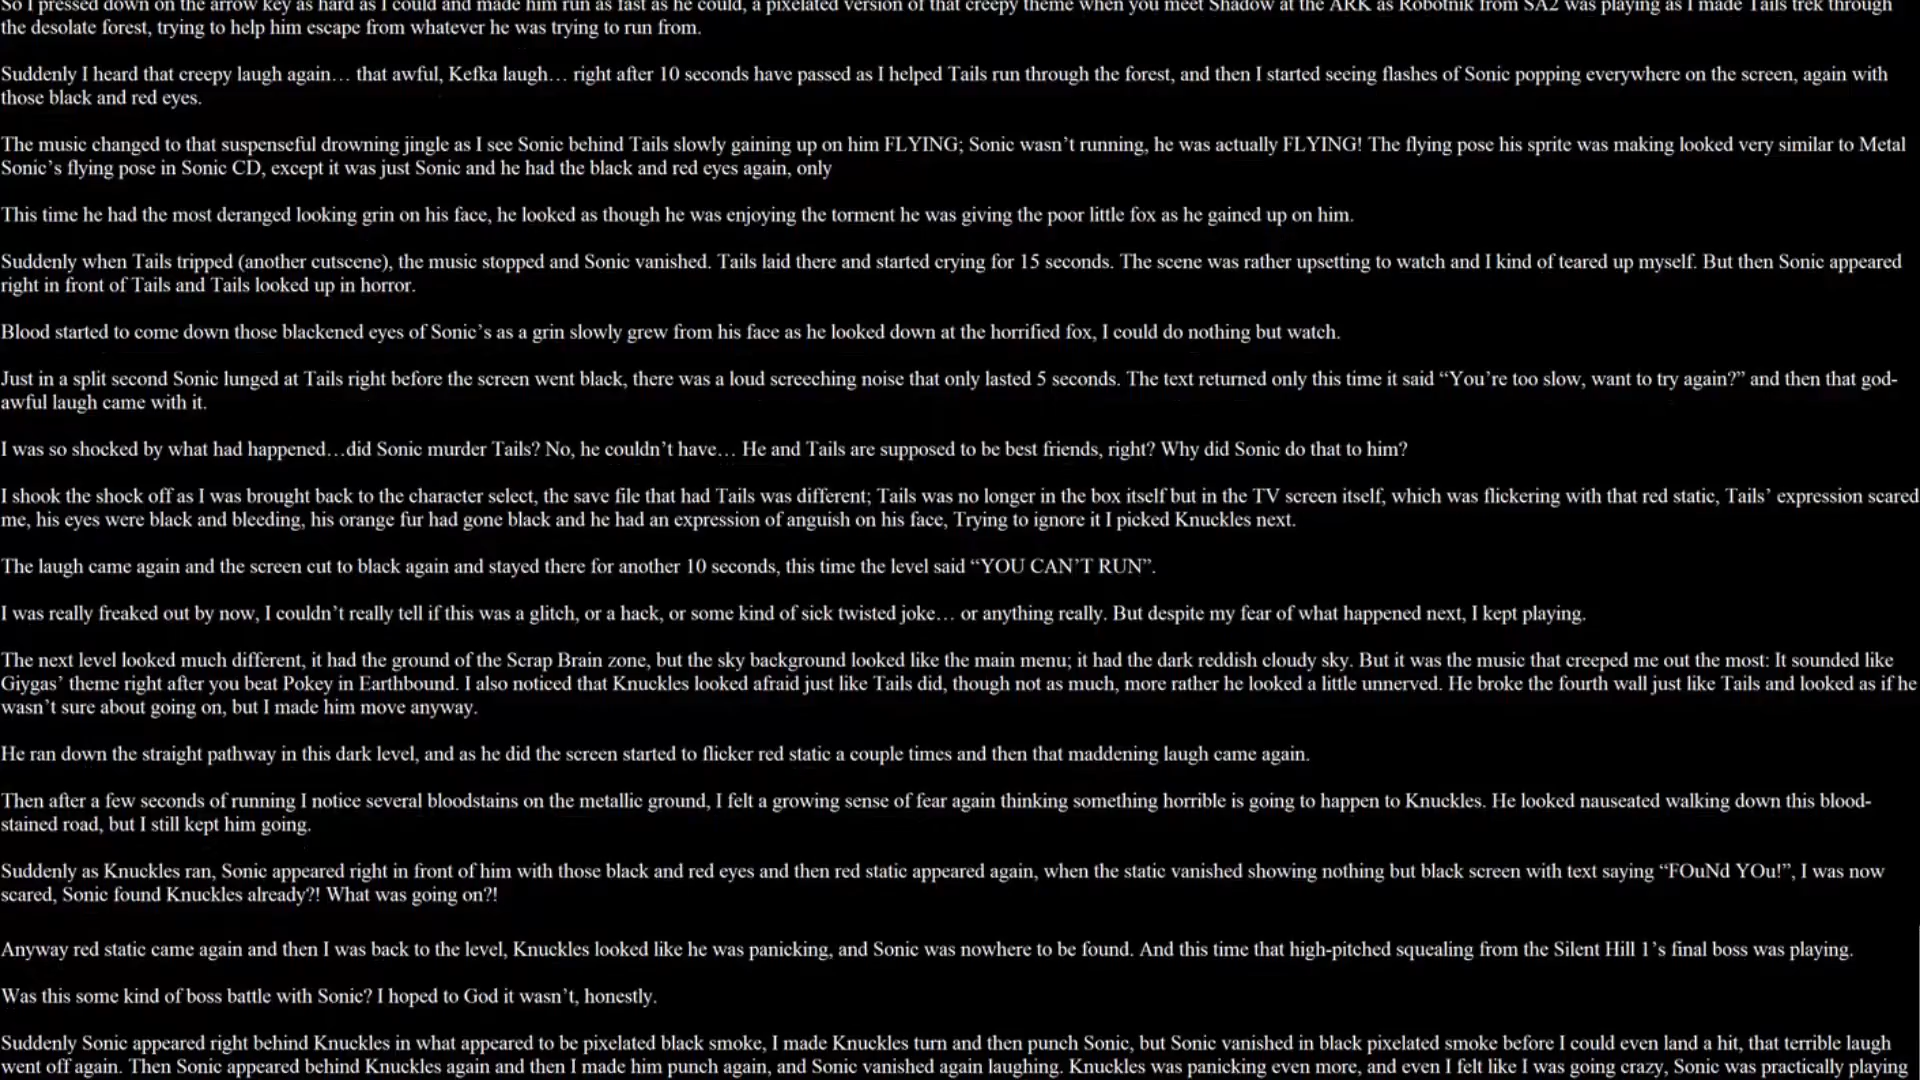 So I pressed down on the arrow key as hard as I could and made him run as fast as he could, a pixelated version of that creepy theme when you meet Shadow at the ARK as Robotnik from SA2 was playing as I made Tails trek through
the desolate forest, trying to help him escape from whatever he was trying to run from.
Suddenly I heard that creepy laugh again… that awful, Kefka laugh… right after 10 seconds have passed as I helped Tails run through the forest, and then I started seeing flashes of Sonic popping everywhere on the screen, again with
those black and red eyes.
The music changed to that suspenseful drowning jingle as I see Sonic behind Tails slowly gaining up on him FLYING; Sonic wasn’t running, he was actually FLYING! The flying pose his sprite was making looked very similar to Metal
Sonic’s flying pose in Sonic CD, except it was just Sonic and he had the black and red eyes again, only
This time he had the most deranged looking grin on his face, he looked as though he was enjoying the torment he was giving the poor little fox as he gained up on him.
Suddenly when Tails tripped (another cutscene), the music stopped and Sonic vanished. Tails laid there and started crying for 15 seconds. The scene was rather upsetting to watch and I kind of teared up myself. But then Sonic appeared
right in front of Tails and Tails looked up in horror.
Blood started to come down those blackened eyes of Sonic’s as a grin slowly grew from his face as he looked down at the horrified fox, I could do nothing but watch.
Just in a split second Sonic lunged at Tails right before the screen went black, there was a loud screeching noise that only lasted 5 seconds. The text returned only this time it said “You’re too slow, want to try again?” and then that god-
awful laugh came with it.
I was so shocked by what had happened…did Sonic murder Tails? No, he couldn’t have… He and Tails are supposed to be best friends, right? Why did Sonic do that to him?
I shook the shock off as I was brought back to the character select, the save file that had Tails was different; Tails was no longer in the box itself but in the TV screen itself, which was flickering with that red static, Tails’ expression scared
me, his eyes were black and bleeding, his orange fur had gone black and he had an expression of anguish on his face, Trying to ignore it I picked Knuckles next.
The laugh came again and the screen cut to black again and stayed there for another 10 seconds, this time the level said “YOU CAN’T RUN”.
I was really freaked out by now, I couldn’t really tell if this was a glitch, or a hack, or some kind of sick twisted joke… or anything really. But despite my fear of what happened next, I kept playing.
The next level looked much different, it had the ground of the Scrap Brain zone, but the sky background looked like the main menu; it had the dark reddish cloudy sky. But it was the music that creeped me out the most: It sounded like
Giygas’ theme right after you beat Pokey in Earthbound. I also noticed that Knuckles looked afraid just like Tails did, though not as much, more rather he looked a little unnerved. He broke the fourth wall just like Tails and looked as if he
wasn’t sure about going on, but I made him move anyway.
He ran down the straight pathway in this dark level, and as he did the screen started to flicker red static a couple times and then that maddening laugh came again.
Then after a few seconds of running I notice several bloodstains on the metallic ground, I felt a growing sense of fear again thinking something horrible is going to happen to Knuckles. He looked nauseated walking down this blood-
stained road, but I still kept him going.
Suddenly as Knuckles ran, Sonic appeared right in front of him with those black and red eyes and then red static appeared again, when the static vanished showing nothing but black screen with text saying “FOuNd YOu!”, I was now
scared, Sonic found Knuckles already?! What was going on?!
Anyway red static came again and then I was back to the level, Knuckles looked like he was panicking, and Sonic was nowhere to be found. And this time that high-pitched squealing from the Silent Hill 1’s final boss was playing.
Was this some kind of boss battle with Sonic? I hoped to God it wasn’t, honestly.
Suddenly Sonic appeared right behind Knuckles in what appeared to be pixelated black smoke, I made Knuckles turn and then punch Sonic, but Sonic vanished in black pixelated smoke before I could even land a hit, that terrible laugh
went off again. Then Sonic appeared behind Knuckles again and then I made him punch again, and Sonic vanished again laughing. Knuckles was panicking even more, and even I felt like I was going crazy, Sonic was practically playing